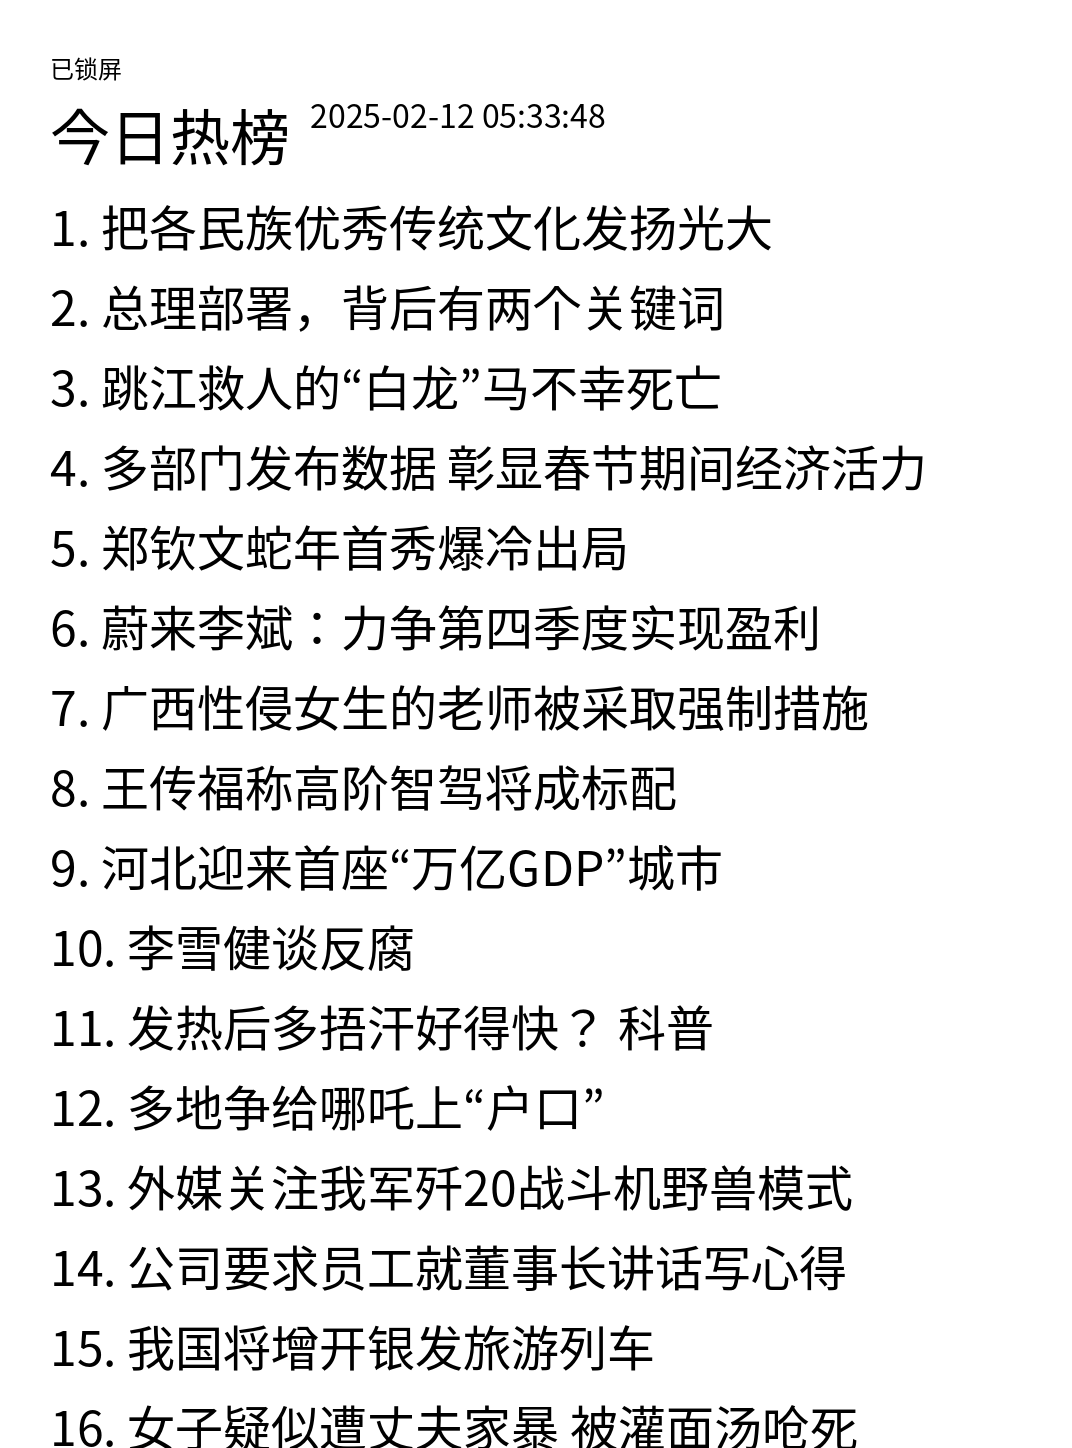 已锁屏
今日热榜 2025-02-12 05:33:48
1. 把各民族优秀传统文化发扬光大
2. 总理部署，背后有两个关键词
3. 跳江救人的“白龙”马不幸死亡
4. 多部门发布数据 彰显春节期间经济活力
5. 郑钦文蛇年首秀爆冷出局
6. 蔚来李斌：力争第四季度实现盈利
7. 广西性侵女生的老师被采取强制措施
8. 王传福称高阶智驾将成标配
9. 河北迎来首座“万亿GDP”城市
10. 李雪健谈反腐
11. 发热后多捂汗好得快？ 科普
12. 多地争给哪吒上“户口”
13. 外媒关注我军歼20战斗机野兽模式
14. 公司要求员工就董事长讲话写心得
15. 我国将增开银发旅游列车
16. 女子疑似遭丈夫家暴 被灌面汤呛死